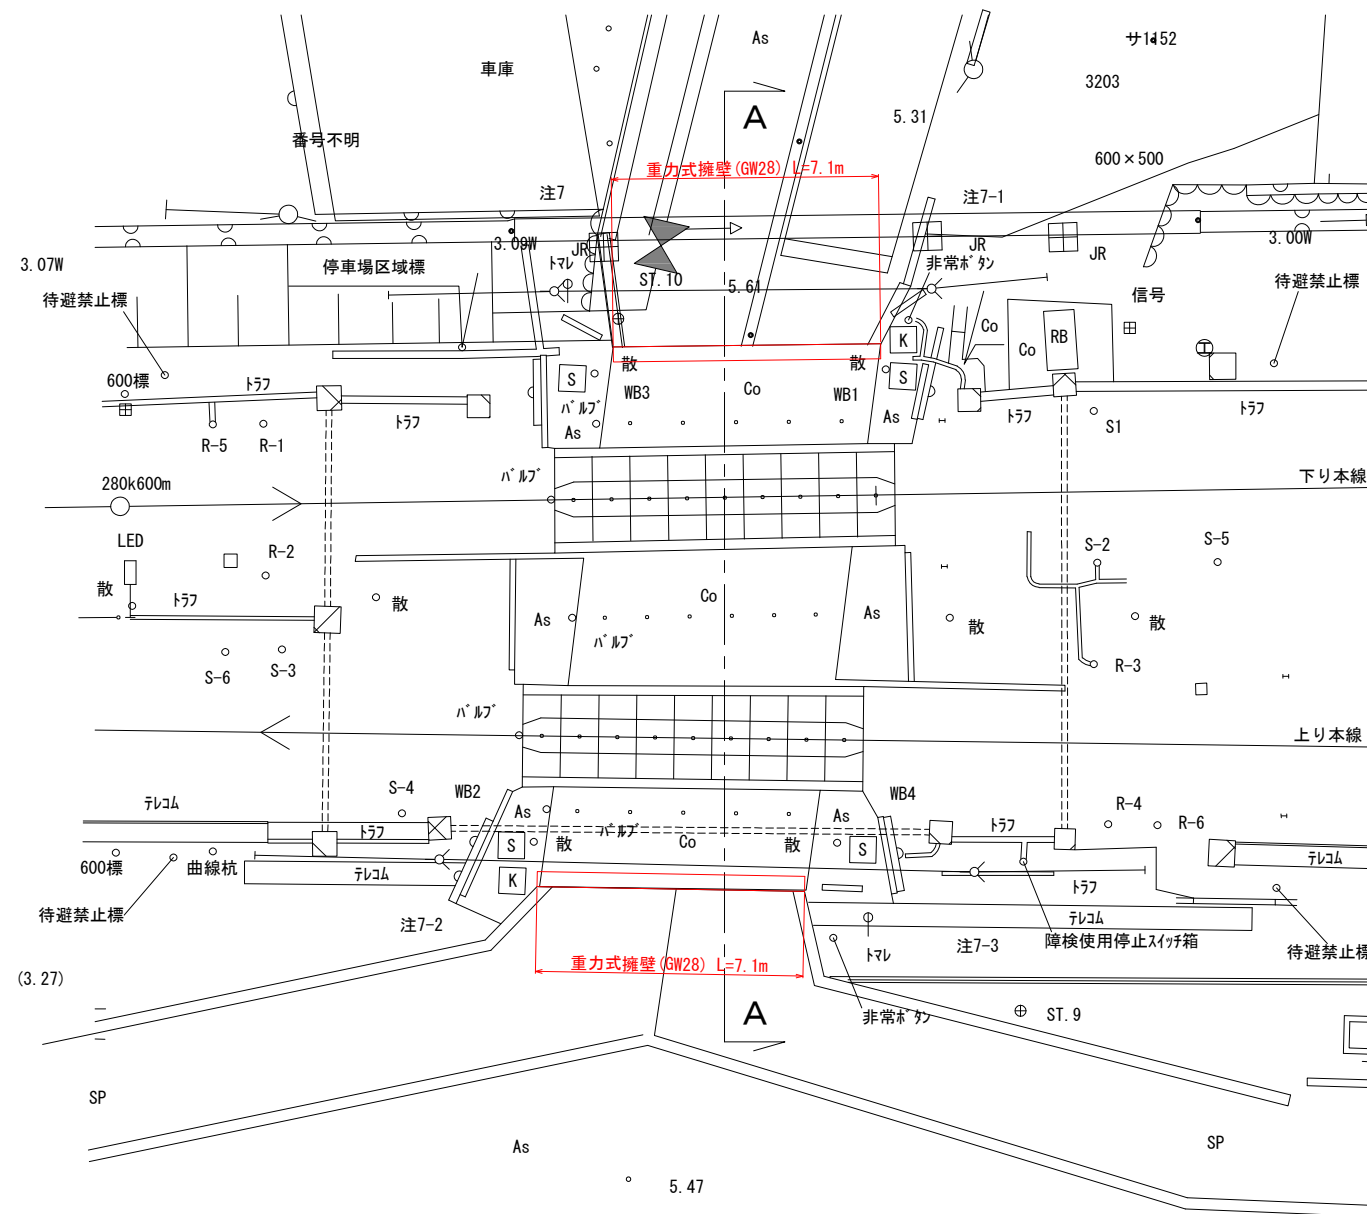 As
サ1452
車庫
3203
A
5.31
番号不明
600×500
重力式擁壁(GW28) L=7.1m
注7
注7-1
3.09W
JR
JR
JR
3.00W
3.07W
停車場区域標
ﾄﾏﾚ
ST.10
5.61
非常ﾎﾞﾀﾝ
待避禁止標
信号
待避禁止標
Co
Co
RB
K
散
散
600標
ﾄﾗﾌ
S
WB3
Co
WB1
S
ﾊﾞﾙﾌﾞ
ﾄﾗﾌ
As
As
ﾄﾗﾌ
ﾄﾗﾌ
S1
R-5
R-1
ﾊﾞﾙﾌﾞ
下り本線
280k600m
LED
R-2
S-2
S-5
散
ﾄﾗﾌ
散
Co
As
As
散
散
ﾊﾞﾙﾌﾞ
S-6
S-3
R-3
ﾊﾞﾙﾌﾞ
上り本線
S-4
WB2
WB4
ﾃﾚｺﾑ
As
As
R-4
R-6
ﾄﾗﾌ
ﾊﾞﾙﾌﾞ
ﾄﾗﾌ
S
散
Co
散
S
600標
曲線杭
ﾃﾚｺﾑ
K
ﾃﾚｺﾑ
ﾄﾗﾌ
待避禁止標
注7-2
ﾃﾚｺﾑ
ﾄﾏﾚ
注7-3
障検使用停止ｽｲｯﾁ箱
待避禁止標
重力式擁壁(GW28) L=7.1m
(3.27)
A
非常ﾎﾞﾀﾝ
ST.9
SP
As
SP
5.47